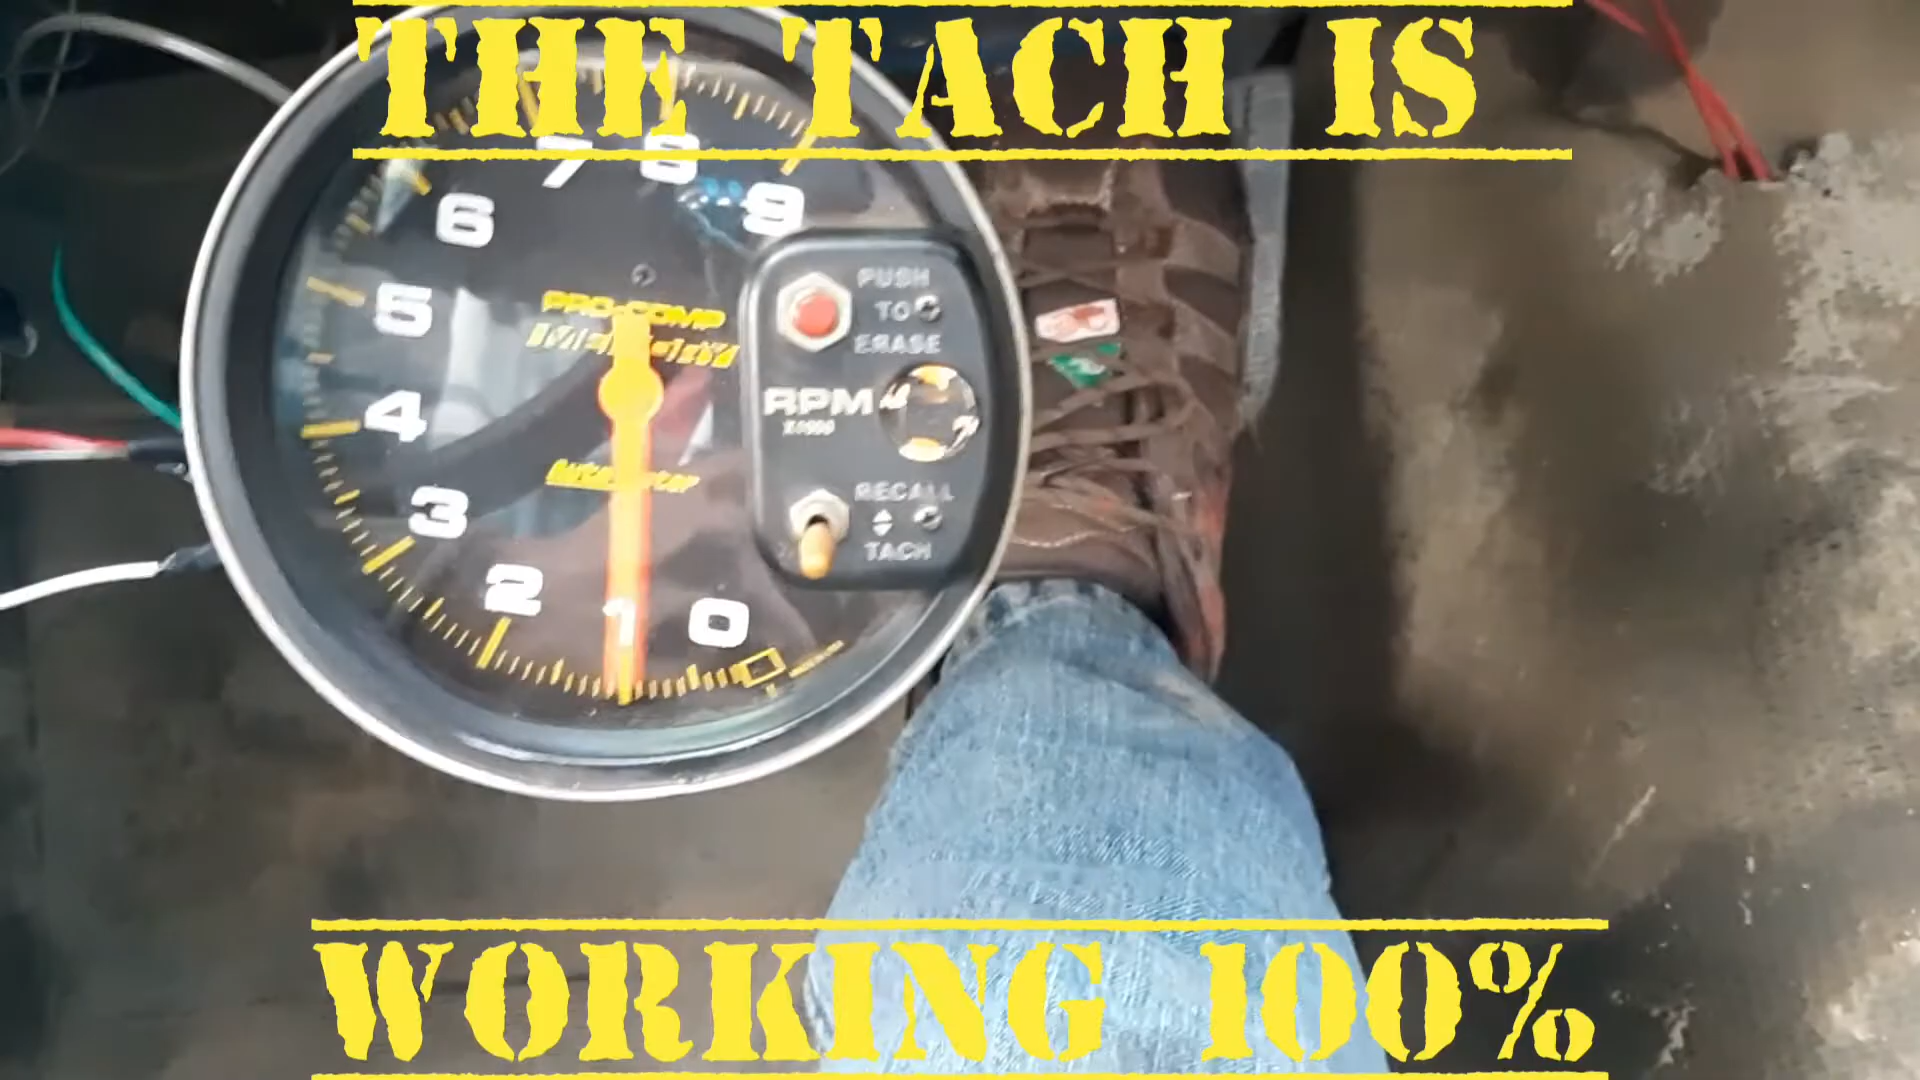 THE TACH IS
7 8
6 9
5
4
3
2
1
0
PRO-COMP
PUSH
TO
ERASE
RPM
X1000
RECALL
TACH
WORKING 100%